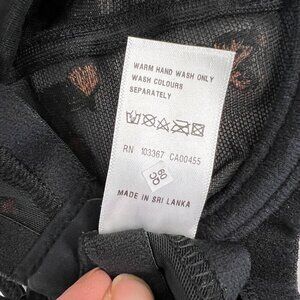 WARM HAND WASH ONLY
WASH COLOURS
SEPARATELY
RN 103367 CA00455
MADE IN SRI LANKA